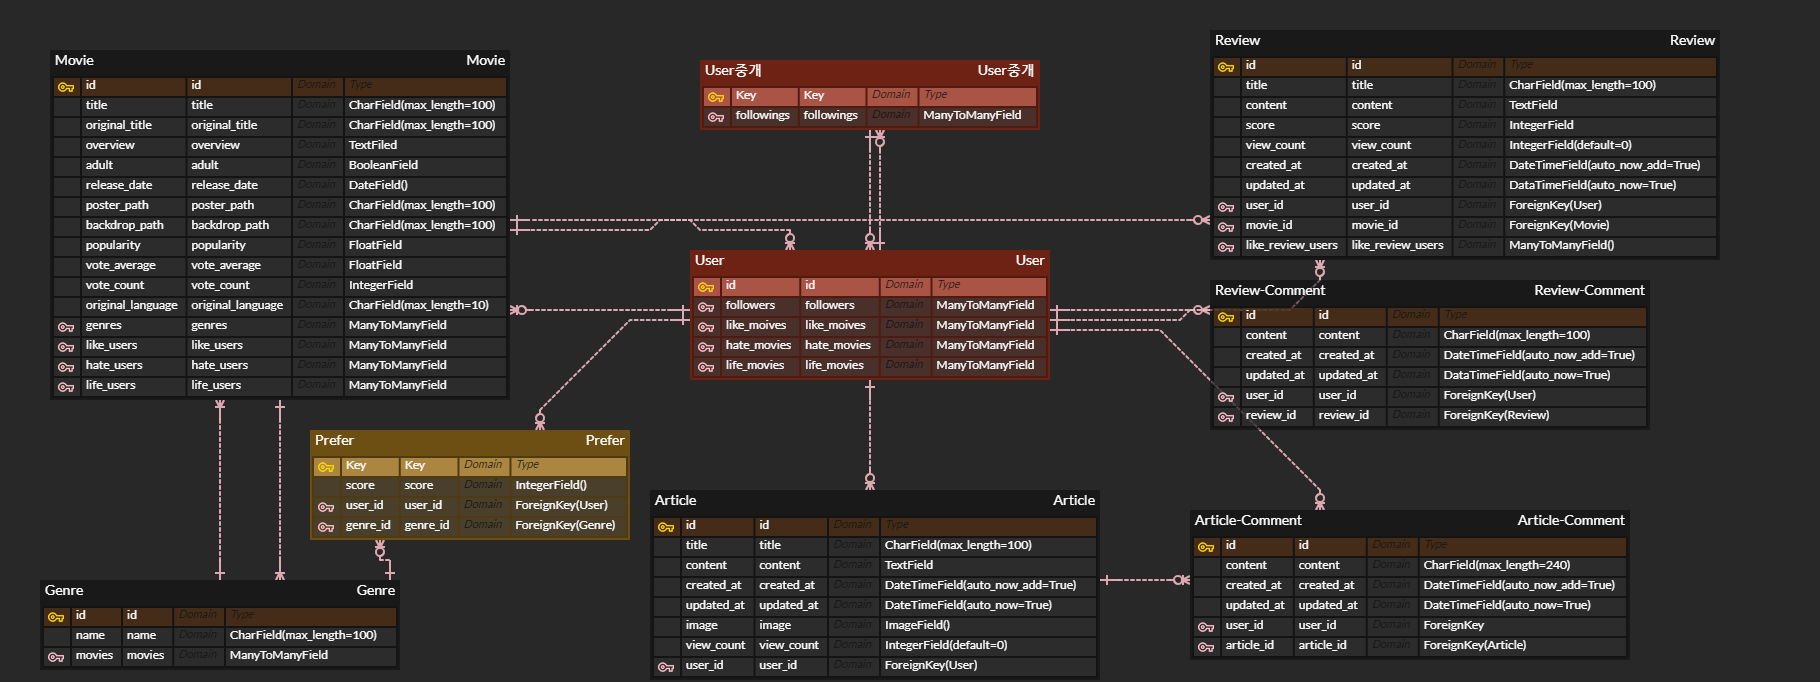 Movie Movie
id id Domain Type
title title Domain CharField(max_length=100)
original_title original_title Domain CharField(max_length=100)
overview overview Domain TextFiled
adult adult Domain BooleanField
release_date release_date Domain DateField()
poster_path poster_path Domain CharField(max_length=100)
backdrop_path backdrop_path Domain CharField(max_length=100)
popularity popularity Domain FloatField
vote_average vote_average Domain FloatField
vote_count vote_count Domain IntegerField
original_language original_language Domain CharField(max_length=10)
genres genres Domain ManyToManyField
like_users like_users Domain ManyToManyField
hate_users hate_users Domain ManyToManyField
life_users life_users Domain ManyToManyField
User중개 User중개
Key Key Domain Type
followings followings Domain ManyToManyField
Review Review
id id Domain Type
title title Domain CharField(max_length=100)
content content Domain TextField
score score Domain IntegerField
view_count view_count Domain IntegerField(default=0)
created_at created_at Domain DateTimeField(auto_now_add=True)
updated_at updated_at Domain DataTimeField(auto_now=True)
user_id user_id Domain ForeignKey(User)
movie_id movie_id Domain ForeignKey(Movie)
like_review_users like_review_users Domain ManyToManyField()
User User
id id Domain Type
followers followers Domain ManyToManyField
like_moives like_moives Domain ManyToManyField
hate_movies hate_movies Domain ManyToManyField
life_movies life_movies Domain ManyToManyField
Review-Comment Review-Comment
id id Domain Type
content content Domain CharField(max_length=100)
created_at created_at Domain DateTimeField(auto_now_add=True)
updated_at updated_at Domain DataTimeField(auto_now=True)
user_id user_id Domain ForeignKey(User)
review_id review_id Domain ForeignKey(Review)
Prefer Prefer
Key Key Domain Type
score score Domain IntegerField()
user_id user_id Domain ForeignKey(User)
genre_id genre_id Domain ForeignKey(Genre)
Article Article
id id Domain Type
title title Domain CharField(max_length=100)
content content Domain TextField
created_at created_at Domain DateTimeField(auto_now_add=True)
updated_at updated_at Domain DateTimeField(auto_now=True)
image image Domain ImageField()
view_count view_count Domain IntegerField(default=0)
user_id user_id Domain ForeignKey(User)
Article-Comment Article-Comment
id id Domain Type
content content Domain CharField(max_length=240)
created_at created_at Domain DateTimeField(auto_now_add=True)
updated_at updated_at Domain DateTimeField(auto_now=True)
user_id user_id Domain ForeignKey
article_id article_id Domain ForeignKey(Article)
Genre Genre
id id Domain Type
name name Domain CharField(max_length=100)
movies movies Domain ManyToManyField